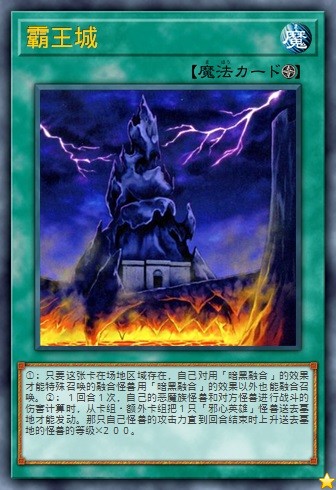 霸王城
魔
【魔法カード】
①：只要这张卡在场地区域存在，自己对用「暗黑融合」的效果
才能特殊召唤的融合怪兽用「暗黑融合」的效果以外也能融合召
唤。②：1回合1次，自己的恶魔族怪兽和对方怪兽进行战斗的
伤害计算时，从卡组·额外卡组把1只「邪心英雄」怪兽送去墓
地才能发动。那只自己怪兽的攻击力直到回合结束时上升送去墓
地的怪兽的等级×200。